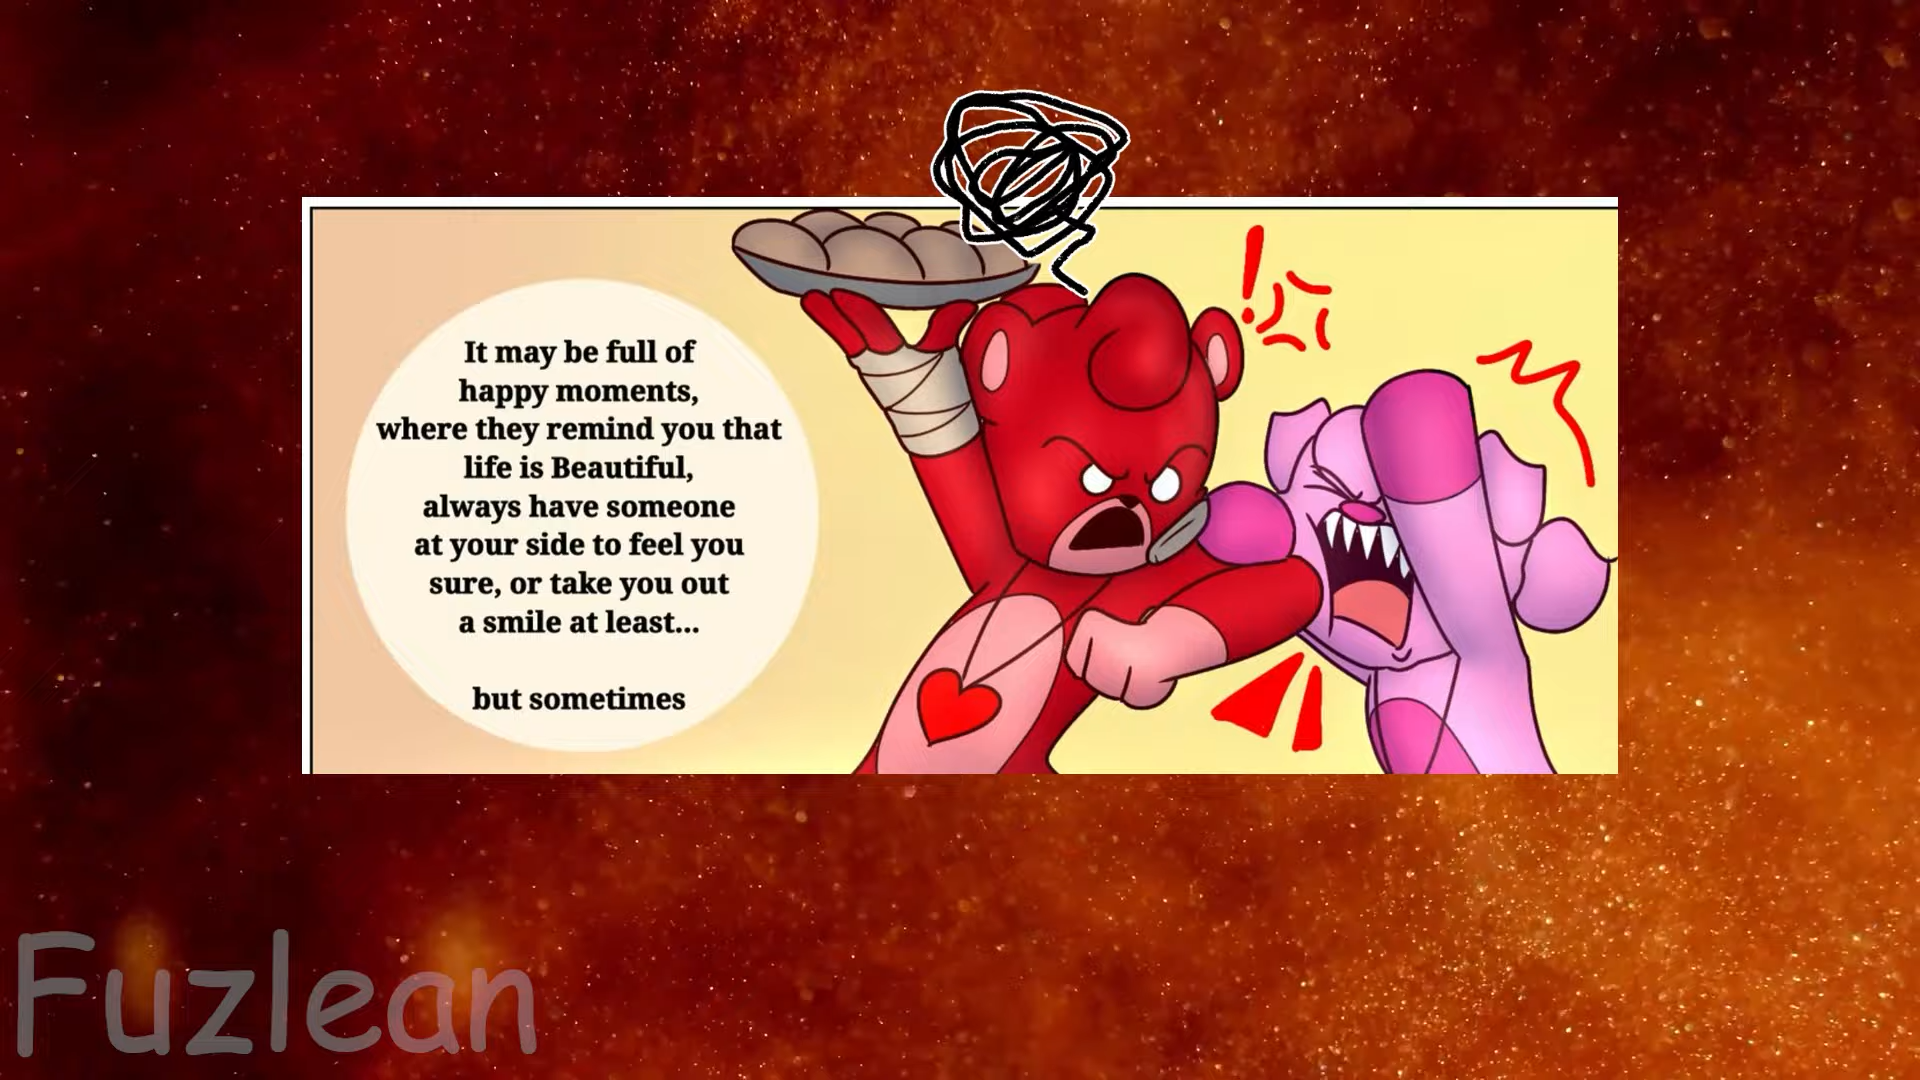 It may be full of
happy moments,
where they remind you that
life is Beautiful,
always have someone
at your side to feel you
sure, or take you out
a smile at least...
but sometimes
Fuzlean